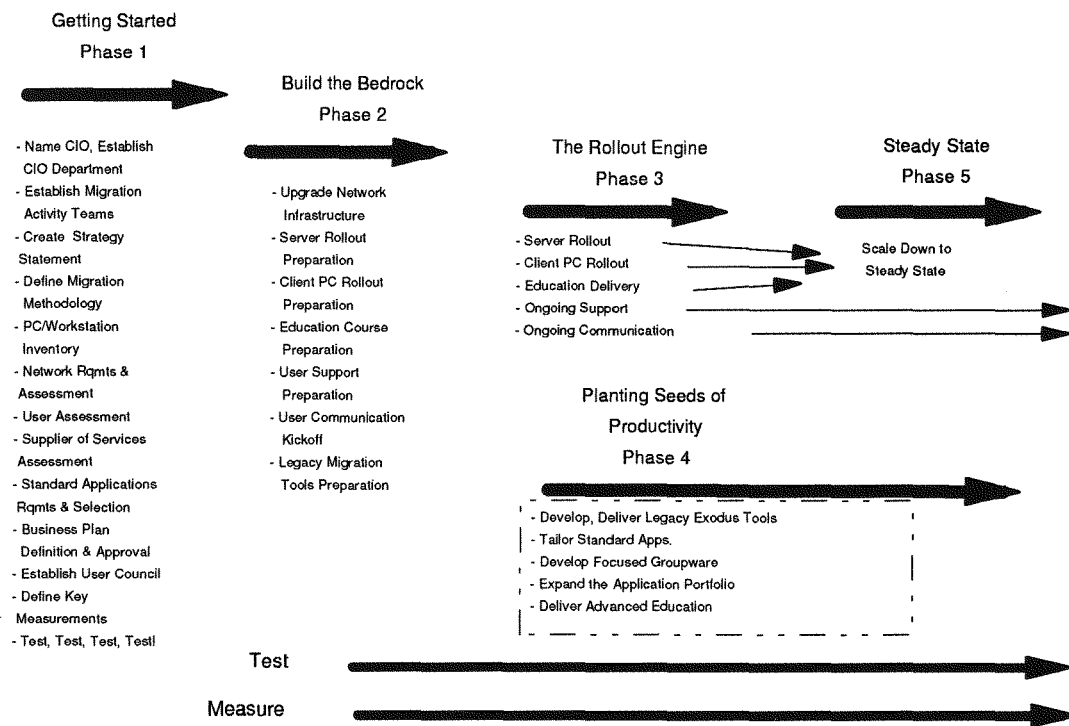 Getting Started
Phase 1
- Name CIO, Establish
CIO Department
- Establish Migration
Activity Teams
- Create Strategy
Statement
- Define Migration
Methodology
- PC/Workstation
Inventory
- Network Rqmts &
Assessment
- User Assessment
- Supplier of Services
Assessment
- Standard Applications
Rqmts & Selection
- Business Plan
Definition & Approval
- Establish User Council
- Define Key
Measurements
- Test, Test, Test, Test!
Build the Bedrock
Phase 2
- Upgrade Network
Infrastructure
- Server Rollout
Preparation
- Client PC Rollout
Preparation
- Education Course
Preparation
- User Support
Preparation
- User Communication
Kickoff
- Legacy Migration
Tools Preparation
The Rollout Engine
Phase 3
- Server Rollout
- Client PC Rollout
- Education Delivery
- Ongoing Support
- Ongoing Communication
Steady State
Phase 5
Scale Down to
Steady State
Planting Seeds of
Productivity
Phase 4
- Develop, Deliver Legacy Exodus Tools
- Tailor Standard Apps.
- Develop Focused Groupware
- Expand the Application Portfolio
- Deliver Advanced Education
Test
Measure